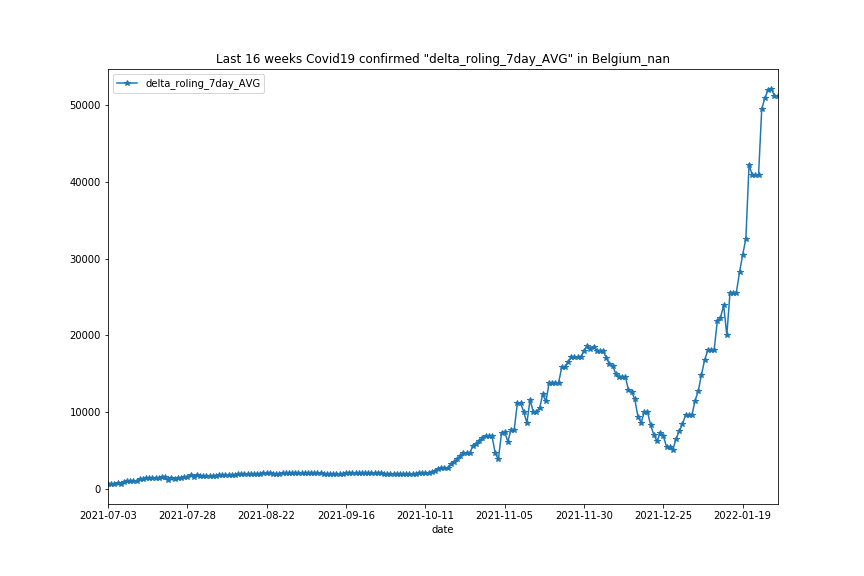 Last 16 weeks Covid19 confirmed "delta_roling_7day_AVG" in Belgium_nan
delta_roling_7day_AVG
50000
40000
30000
20000
10000
0
2021-07-03 2021-07-28 2021-08-22 2021-09-16 2021-10-11 2021-11-05 2021-11-30 2021-12-25 2022-01-19
date